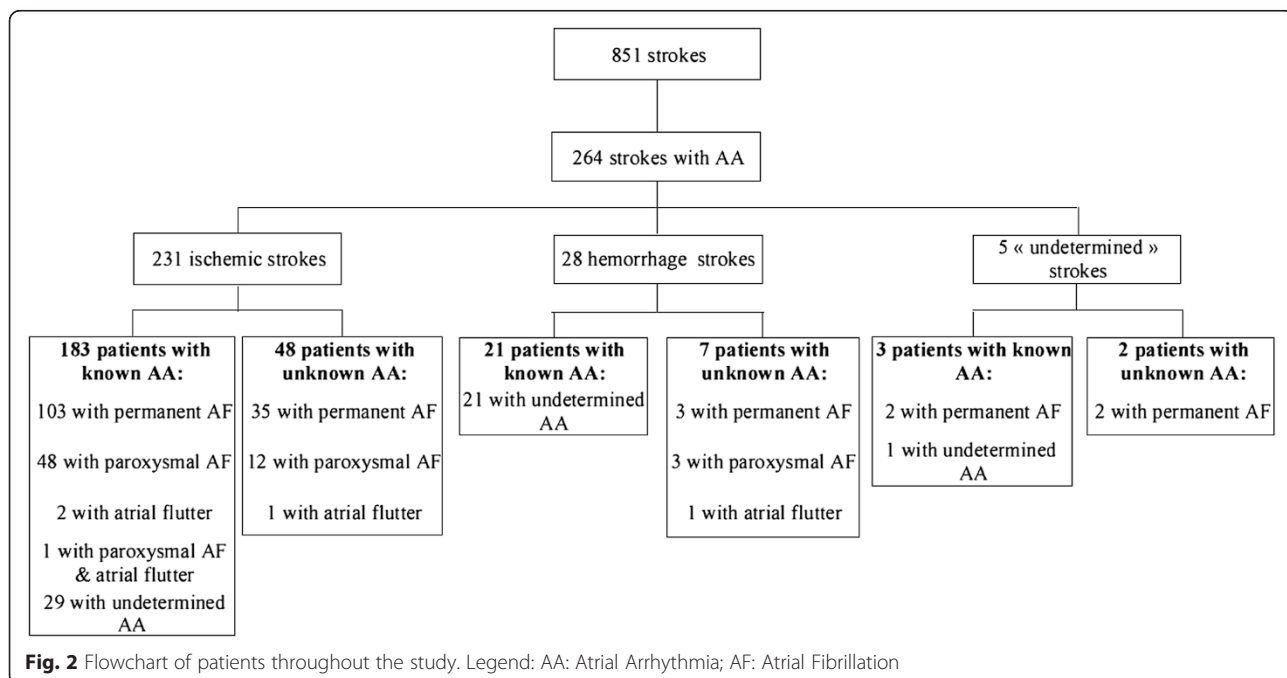 851 strokes
264 strokes with AA
231 ischemic strokes
28 hemorrhage strokes
5 « undetermined »
strokes
183 patients with
known AA:
103 with permanent AF
48 with paroxysmal AF
2 with atrial flutter
1 with paroxysmal AF
& atrial flutter
29 with undetermined
AA
48 patients with
unknown AA:
35 with permanent AF
12 with paroxysmal AF
1 with atrial flutter
21 patients with
known AA:
21 with undetermined
AA
7 patients with
unknown AA:
3 with permanent AF
3 with paroxysmal AF
1 with atrial flutter
3 patients with known
AA:
2 with permanent AF
1 with undetermined
AA
2 patients with
unknown AA:
2 with permanent AF
Fig. 2 Flowchart of patients throughout the study. Legend: AA: Atrial Arrhythmia; AF: Atrial Fibrillation